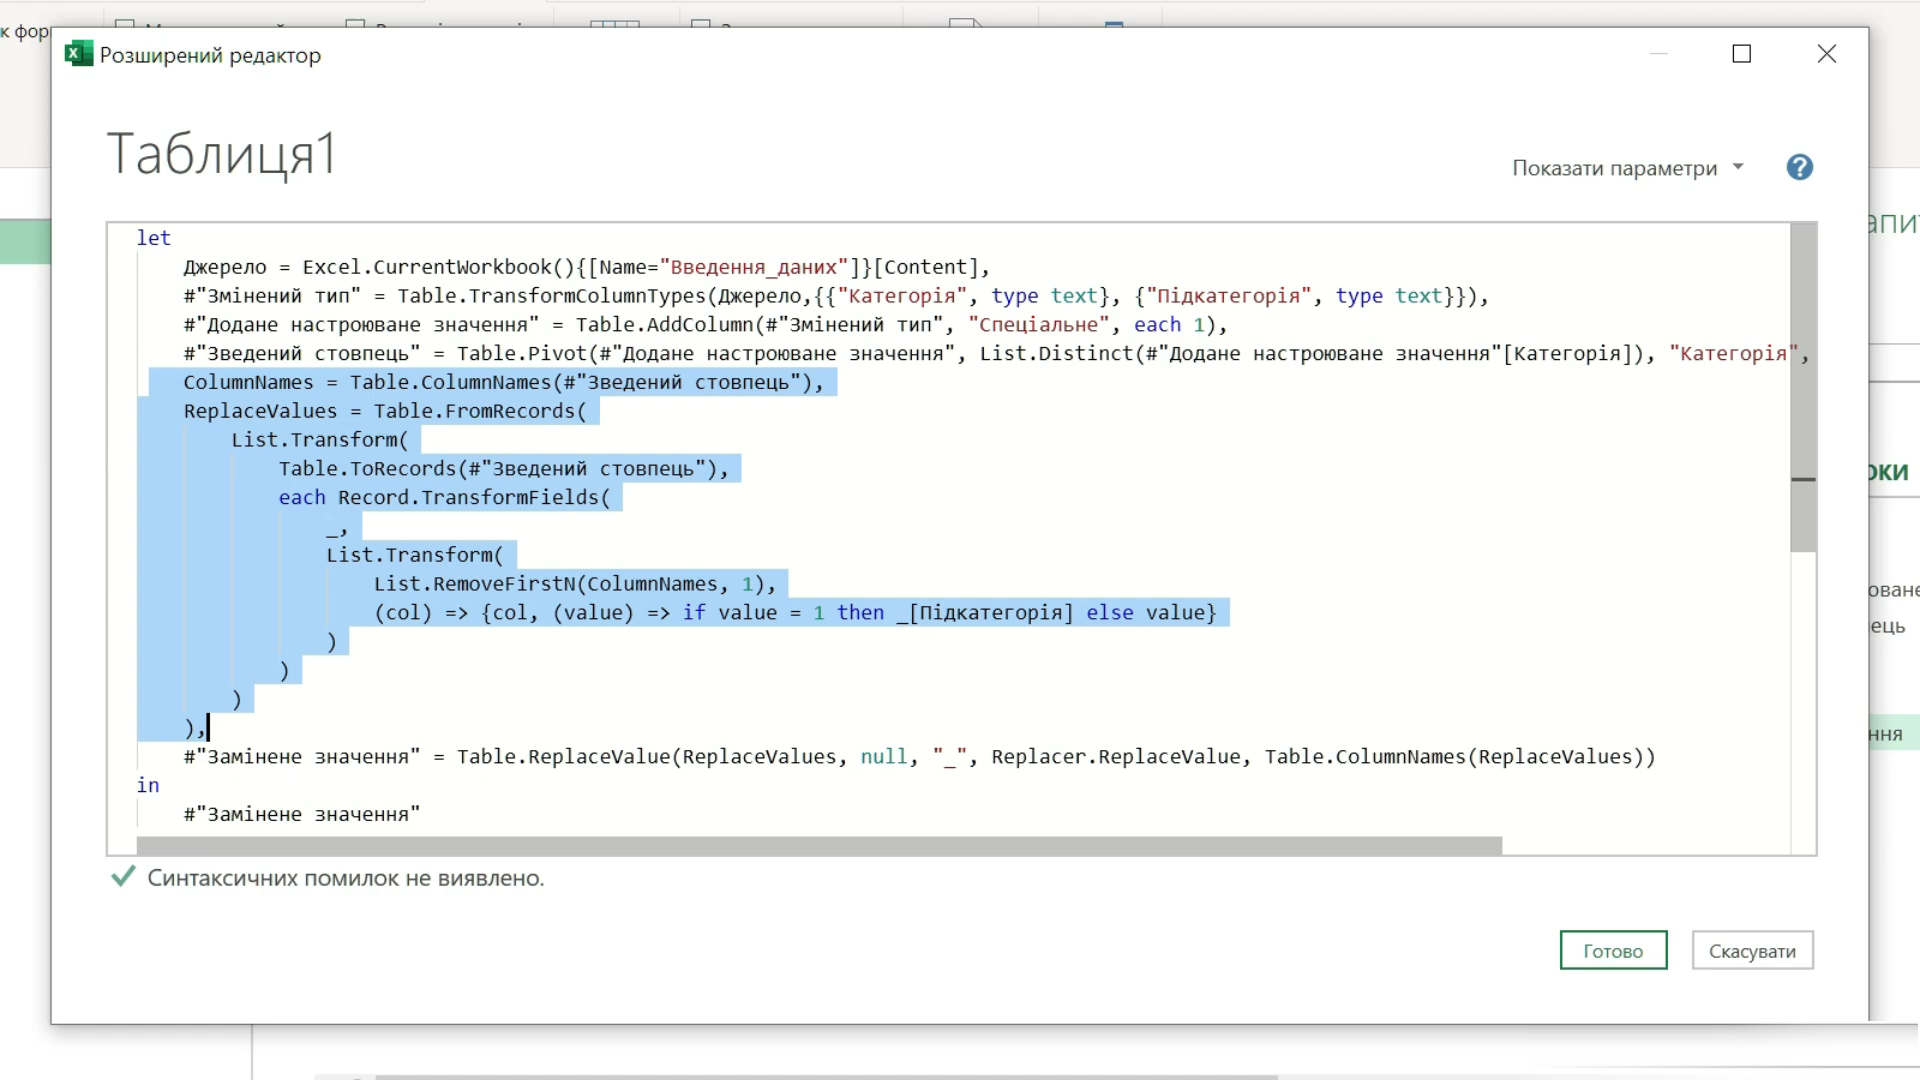 Розширений редактор
Таблиця1
Показати параметри
?
let
Джерело = Excel.CurrentWorkbook(){[Name="Введення_даних"]}[Content],
#"Змінений тип" = Table.TransformColumnTypes(Джерело,{{"Категорія", type text}, {"Підкатегорія", type text}}),
#"Додане настроюване значення" = Table.AddColumn(#"Змінений тип", "Спеціальне", each 1),
#"Зведений стовпець" = Table.Pivot(#"Додане настроюване значення", List.Distinct(#"Додане настроюване значення"[Категорія]), "Категорія",
ColumnNames = Table.ColumnNames(#"Зведений стовпець"),
ReplaceValues = Table.FromRecords(
List.Transform(
Table.ToRecords(#"Зведений стовпець"),
each Record.TransformFields(
_,
List.Transform(
List.RemoveFirstN(ColumnNames, 1),
(col) => {col, (value) => if value = 1 then _[Підкатегорія] else value}
)
)
)
),
#"Замінене значення" = Table.ReplaceValue(ReplaceValues, null, "_", Replacer.ReplaceValue, Table.ColumnNames(ReplaceValues))
in
#"Замінене значення"
Синтаксичних помилок не виявлено.
Готово
Скасувати